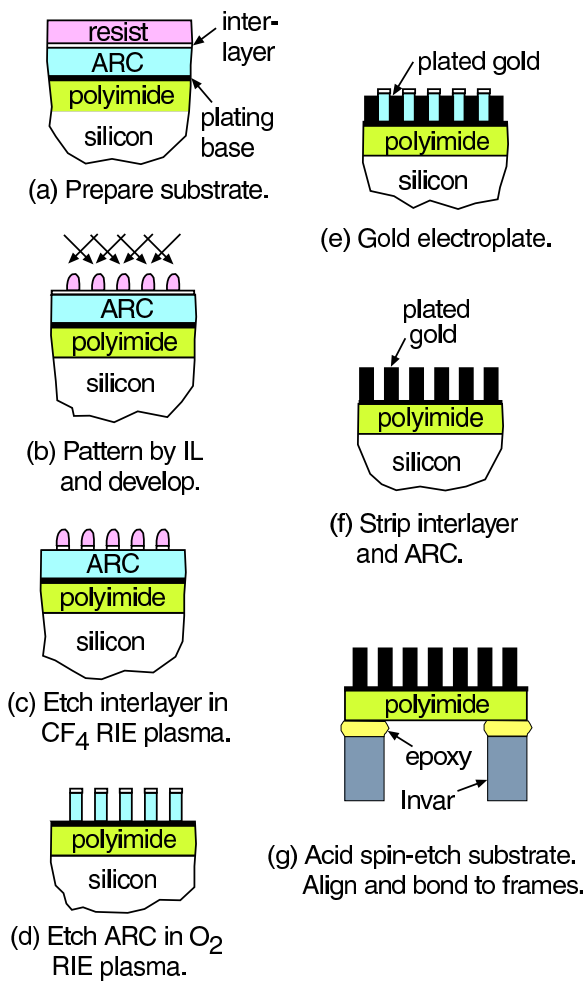 resist
inter-
layer
ARC
polyimide
plating
base
silicon
(a) Prepare substrate.
ARC
polyimide
silicon
(b) Pattern by IL
and develop.
ARC
polyimide
silicon
(c) Etch interlayer in
CF4 RIE plasma.
polyimide
silicon
(d) Etch ARC in O2
RIE plasma.
plated gold
polyimide
silicon
(e) Gold electroplate.
plated
gold
polyimide
silicon
(f) Strip interlayer
and ARC.
polyimide
epoxy
Invar
(g) Acid spin-etch substrate.
Align and bond to frames.